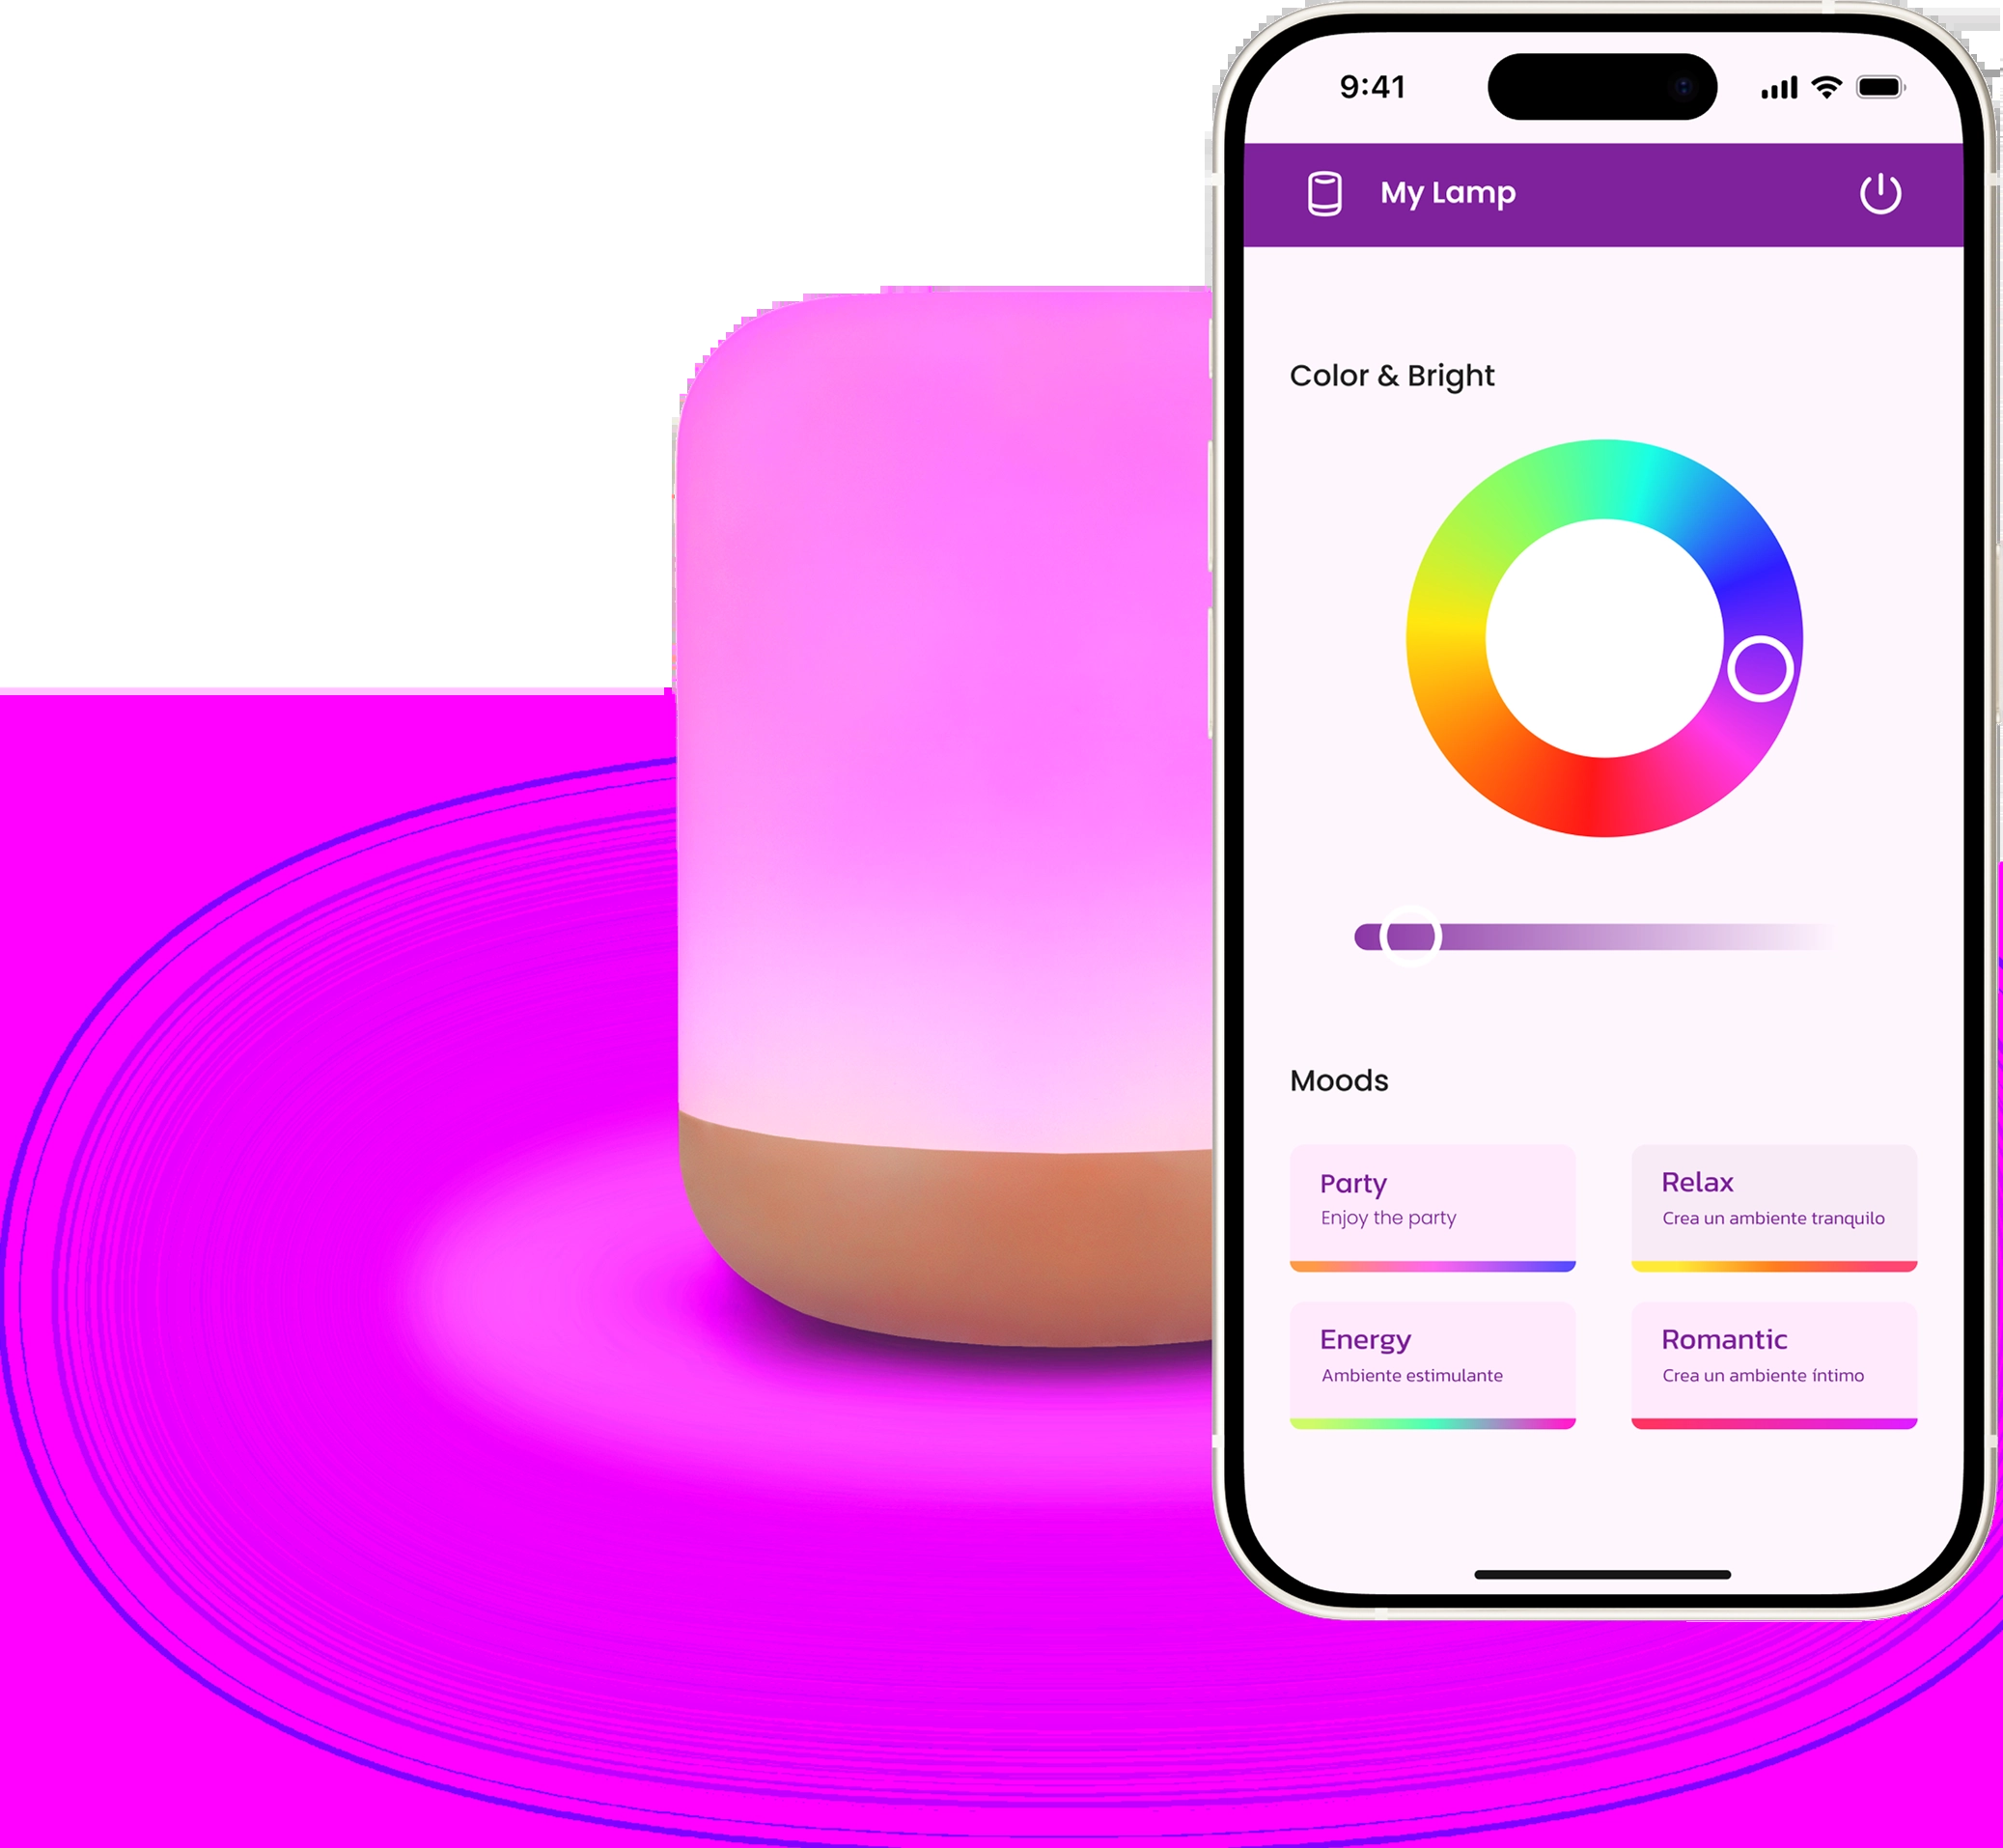 9:41
My Lamp
Color & Bright
Moods
Party
Enjoy the party
Relax
Crea un ambiente tranquilo
Energy
Ambiente estimulante
Romantic
Crea un ambiente íntimo